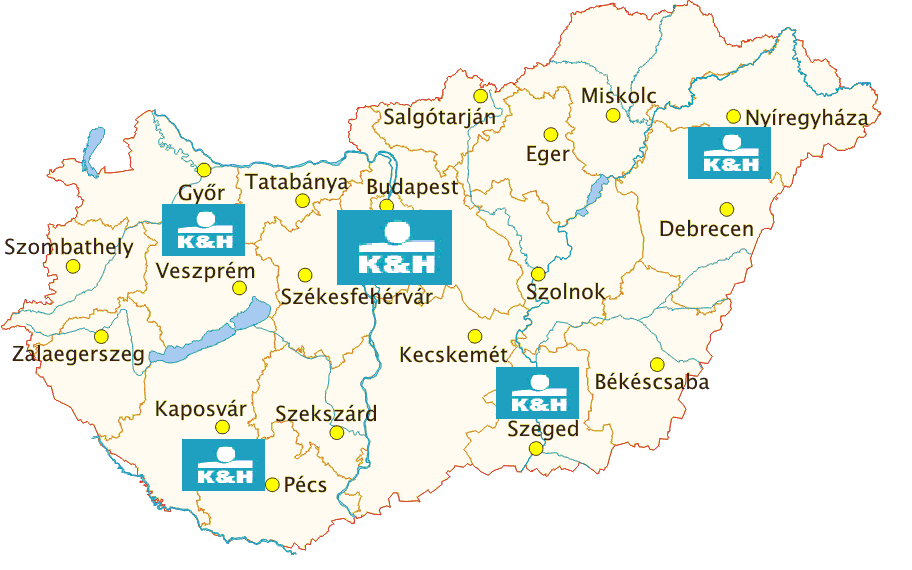 Miskolc
Salgótarján
Nyíregyháza
Eger
K&H
Tatabánya
Budapest
Győr
K&H
Debrecen
Szombathely
K&H
Veszprém
Székesfehérvár
Szolnok
Zalaegerszeg
Kecskemét
Békéscsaba
K&H
Kaposvár
Szekszárd
Szeged
K&H
Pécs